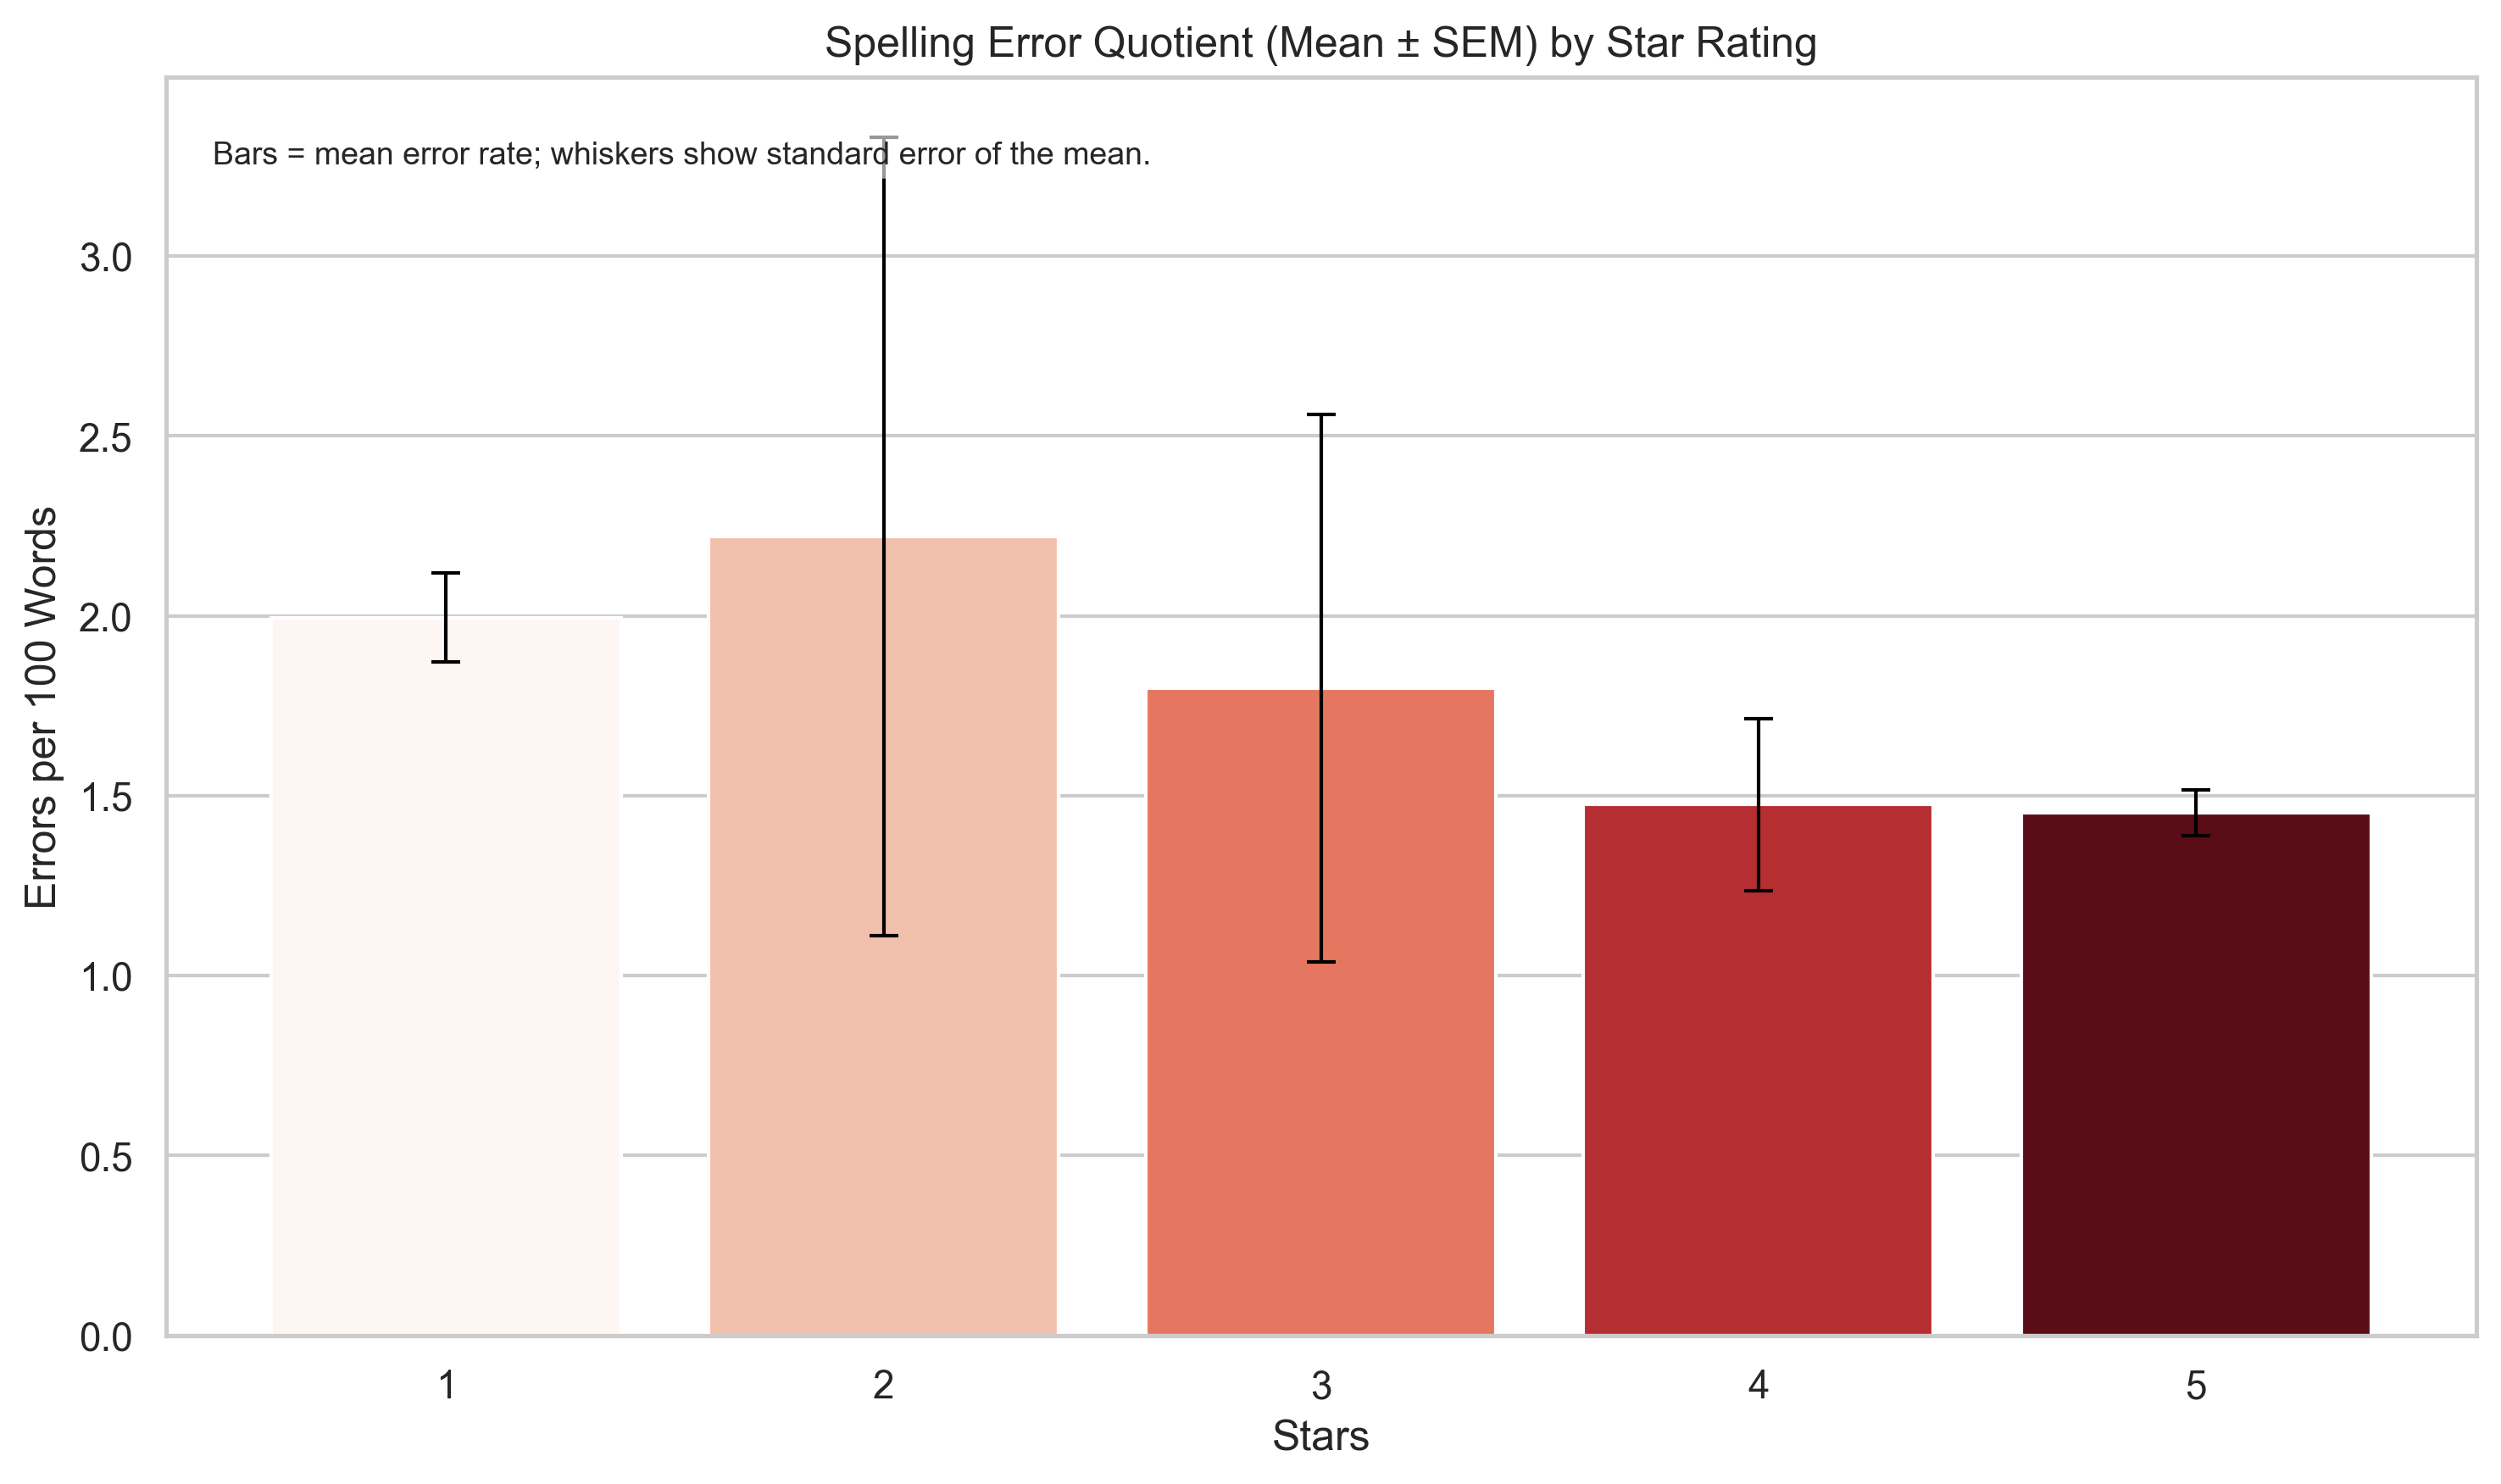 Spelling Error Quotient (Mean ± SEM) by Star Rating
Bars = mean error rate; whiskers show standard error of the mean.
Errors per 100 Words
3.0
2.5
2.0
1.5
1.0
0.5
0.0
1 2 3 4 5
Stars